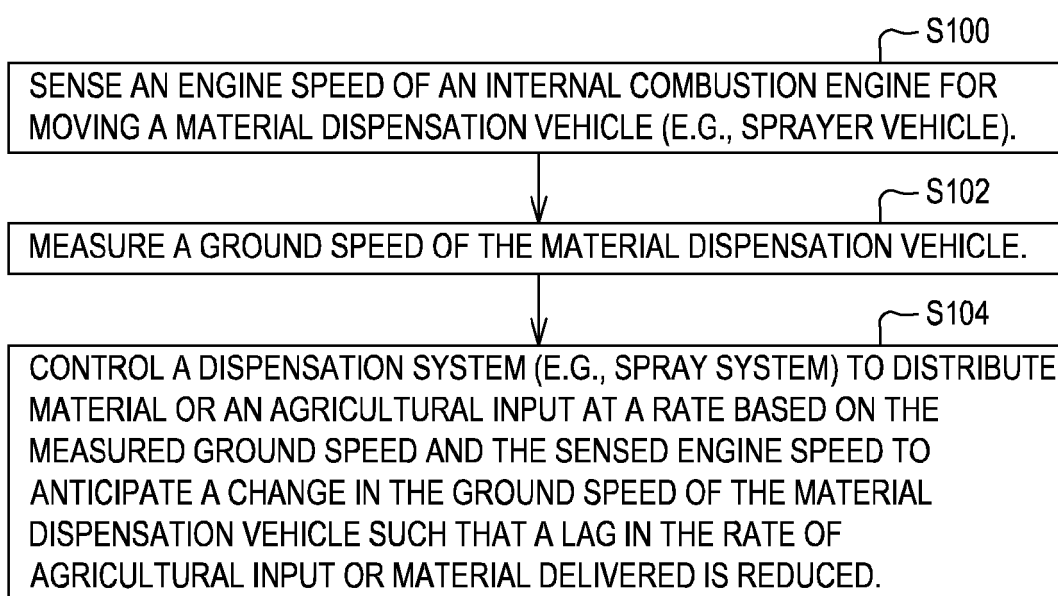 S100
SENSE AN ENGINE SPEED OF AN INTERNAL COMBUSTION ENGINE FOR
MOVING A MATERIAL DISPENSATION VEHICLE (E.G., SPRAYER VEHICLE).
S102
MEASURE A GROUND SPEED OF THE MATERIAL DISPENSATION VEHICLE.
S104
CONTROL A DISPENSATION SYSTEM (E.G., SPRAY SYSTEM) TO DISTRIBUTE
MATERIAL OR AN AGRICULTURAL INPUT AT A RATE BASED ON THE
MEASURED GROUND SPEED AND THE SENSED ENGINE SPEED TO
ANTICIPATE A CHANGE IN THE GROUND SPEED OF THE MATERIAL
DISPENSATION VEHICLE SUCH THAT A LAG IN THE RATE OF
AGRICULTURAL INPUT OR MATERIAL DELIVERED IS REDUCED.